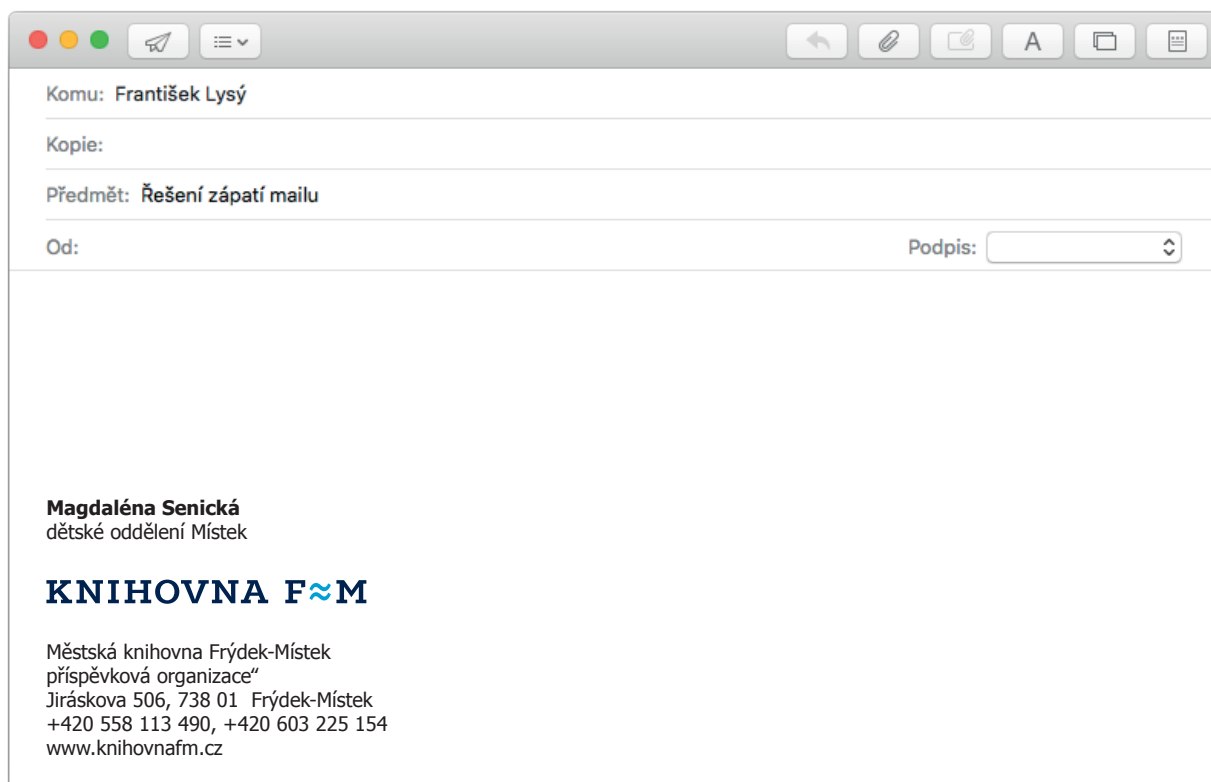 Komu: František Lysý
Kopie:
Předmět: Řešení zápatí mailu
Od: Podpis:
Magdaléna Senická
dětské oddělení Místek
KNIHOVNA F≈M
Městská knihovna Frýdek-Místek
příspěvková organizace“
Jiráskova 506, 738 01  Frýdek-Místek
+420 558 113 490, +420 603 225 154
www.knihovnafm.cz